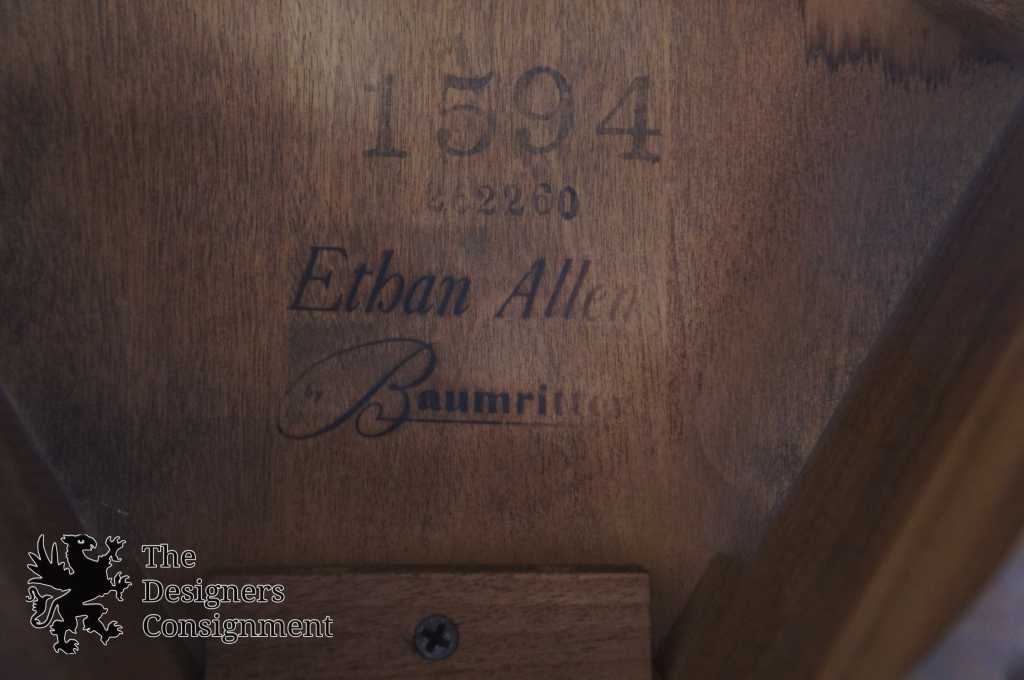 1594
Ethan Allen
by Baumritter
The
Designers
Consignment